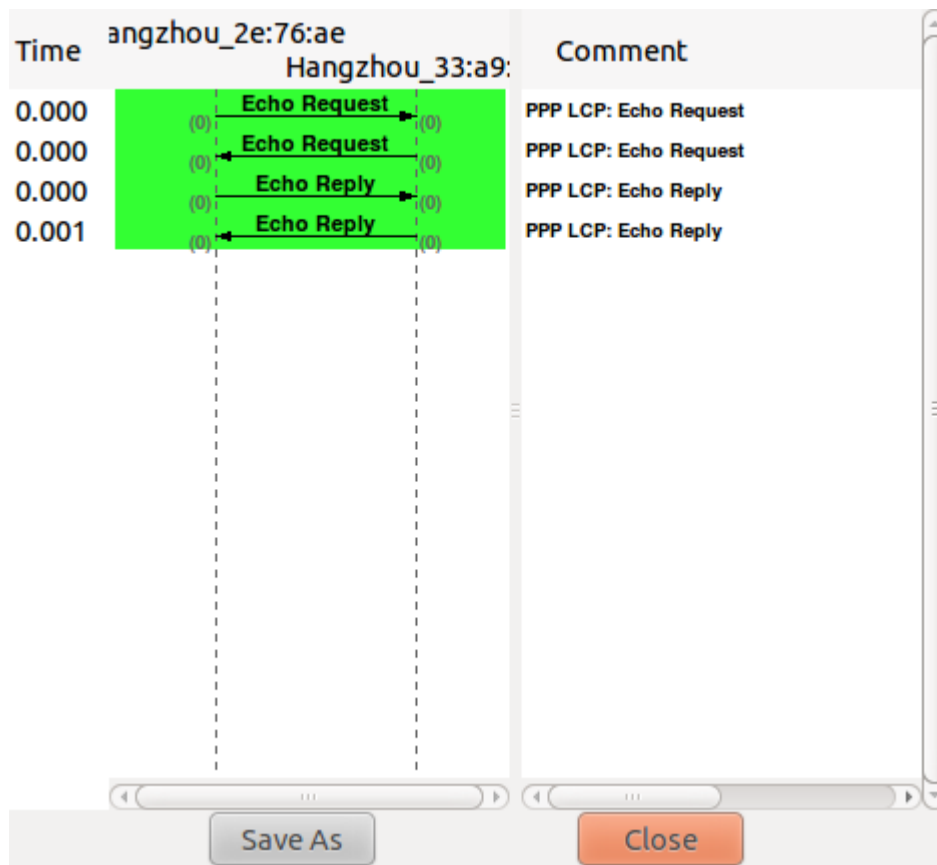 Time angzhou_2e:76:ae Comment
Hangzhou_33:a9:
0.000 Echo Request PPP LCP: Echo Request
(0) (0)
0.000 Echo Request PPP LCP: Echo Request
(0) (0)
0.000 Echo Reply PPP LCP: Echo Reply
(0) (0)
0.001 Echo Reply PPP LCP: Echo Reply
(0) (0)
Save As Close